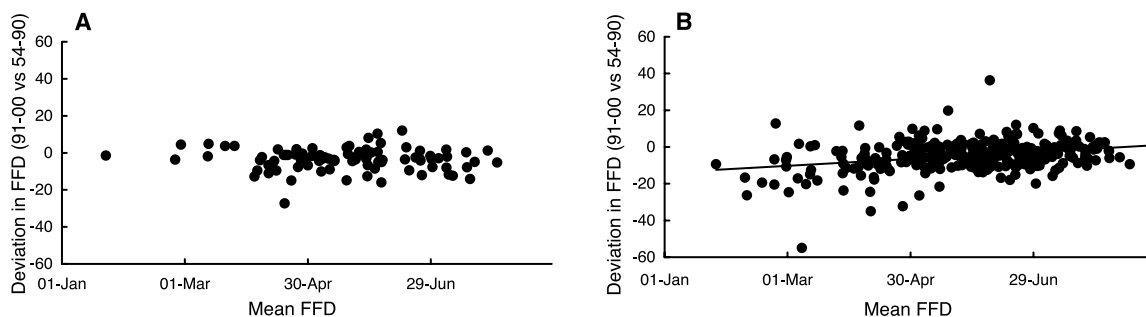 A
Deviation in FFD (91-00 vs 54-90)
60
40
20
0
-20
-40
-60
01-Jan
01-Mar
30-Apr
29-Jun
Mean FFD
B
Deviation in FFD (91-00 vs 54-90)
60
40
20
0
-20
-40
-60
01-Jan
01-Mar
30-Apr
29-Jun
Mean FFD